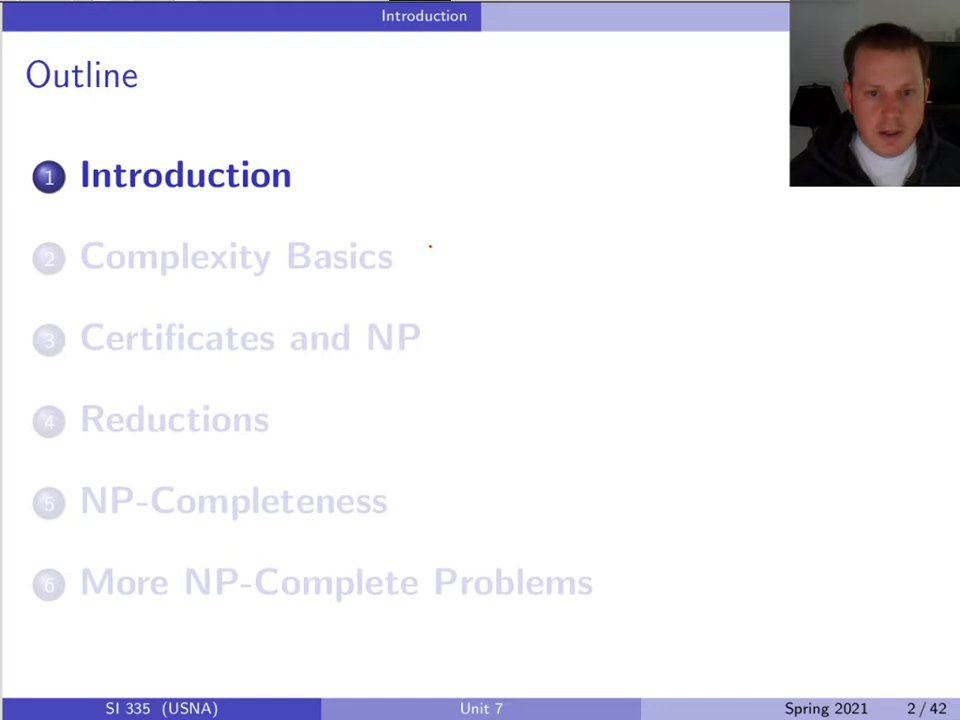 Introduction
Outline
1 Introduction
2 Complexity Basics
3 Certificates and NP
4 Reductions
5 NP-Completeness
6 More NP-Complete Problems
SI 335 (USNA) Unit 7 Spring 2021 2 / 42